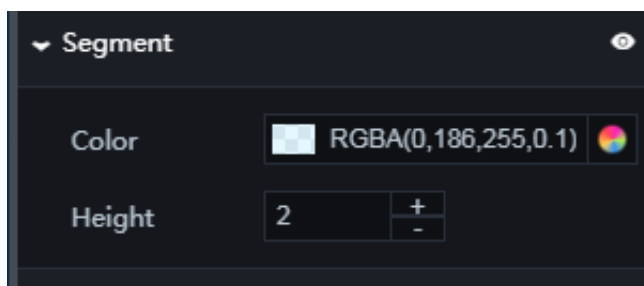 Segment
Color RGBA(0,186,255,0.1)
Height 2 + -